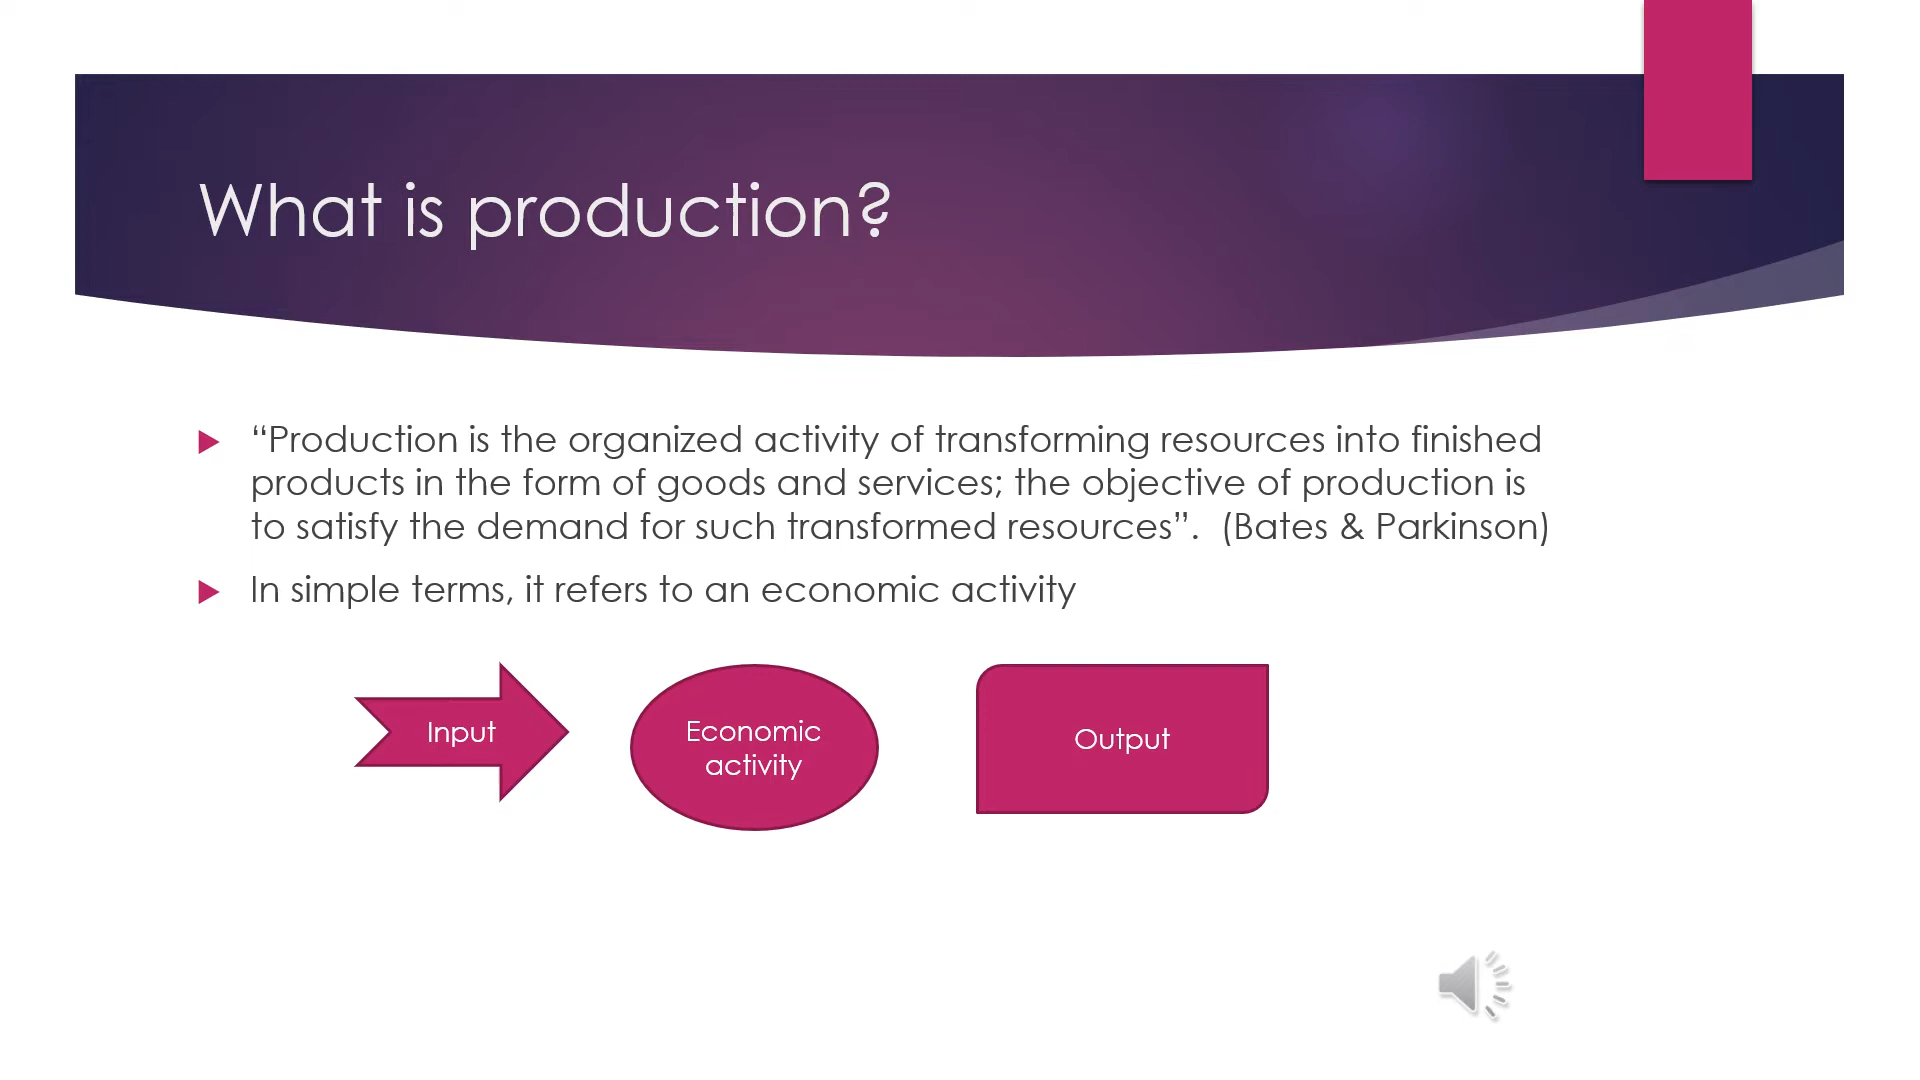 What is production?
“Production is the organized activity of transforming resources into finished
products in the form of goods and services; the objective of production is
to satisfy the demand for such transformed resources”.  (Bates & Parkinson)
In simple terms, it refers to an economic activity
Input
Economic
activity
Output